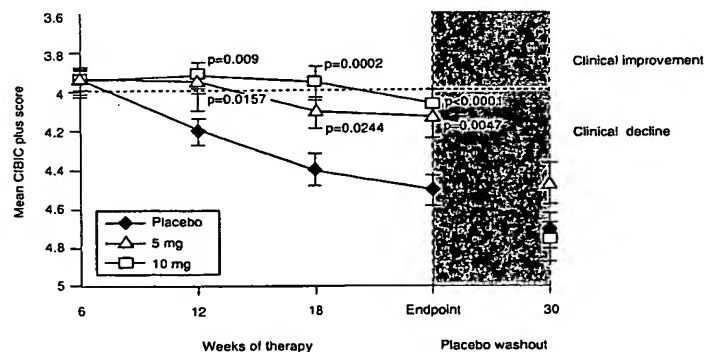 3.6
3.8
4
4.2
4.4
4.6
4.8
5
Mean CIBIC plus score
p=0.009
p=0.0002
p<0.0001
p=0.0157
p=0.0244
p=0.0047
Clinical improvement
Clinical decline
Placebo
5 mg
10 mg
6
12
18
Endpoint
30
Weeks of therapy
Placebo washout